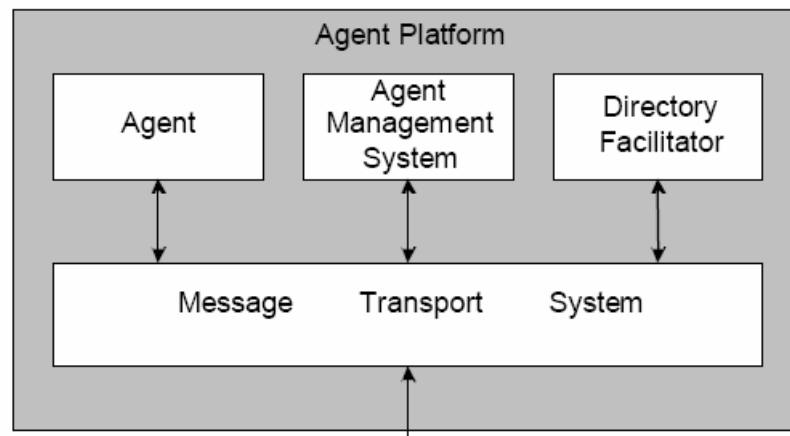 Agent Platform
Agent
Agent
Management
System
Directory
Facilitator
Message Transport System